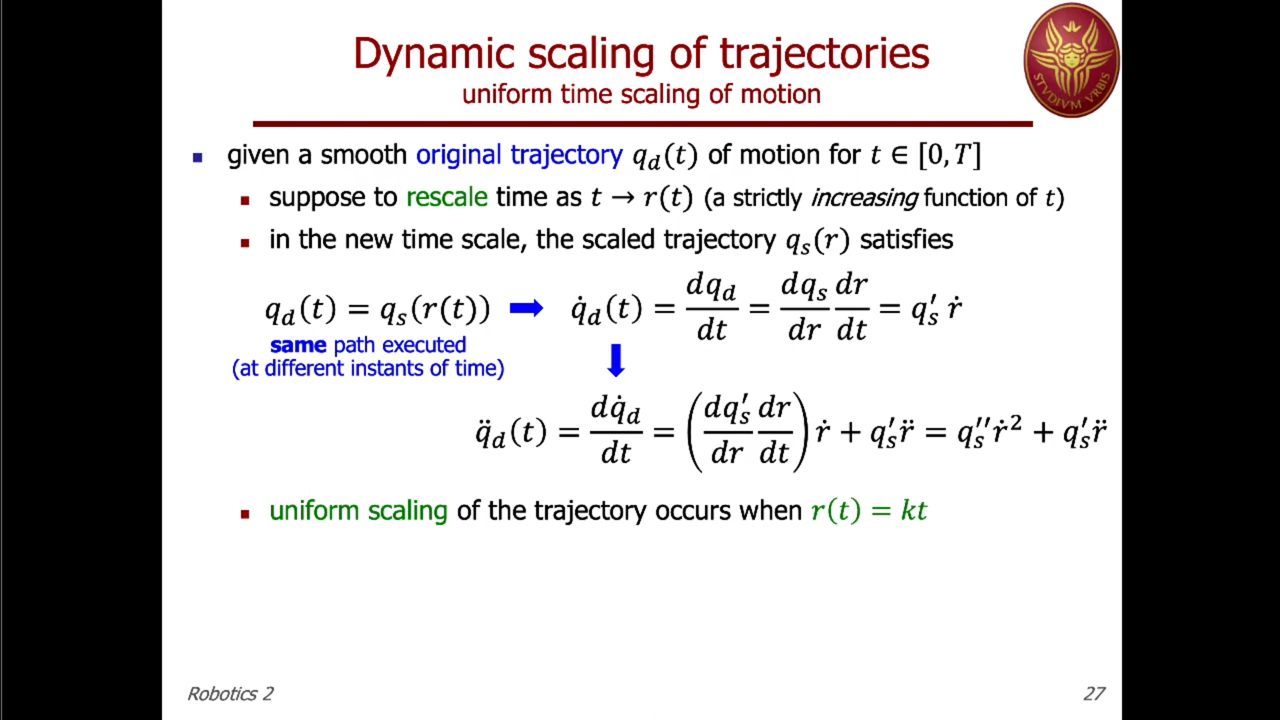 Dynamic scaling of trajectories
uniform time scaling of motion
STVDIVM VRBIS
▪ given a smooth original trajectory q_d(t) of motion for t ∈ [0, T]
▪ suppose to rescale time as t → r(t) (a strictly increasing function of t)
▪ in the new time scale, the scaled trajectory q_s(r) satisfies
q_d(t) = q_s(r(t)) ➡ q̇_d(t) = dq_d/dt = dq_s/dr dr/dt = q_s′ ṙ
same path executed
(at different instants of time)
q̈_d(t) = dq̇_d/dt = (dq_s′/dr dr/dt) ṙ + q_s′ r̈ = q_s″ ṙ² + q_s′ r̈
▪ uniform scaling of the trajectory occurs when r(t) = kt
Robotics 2
27